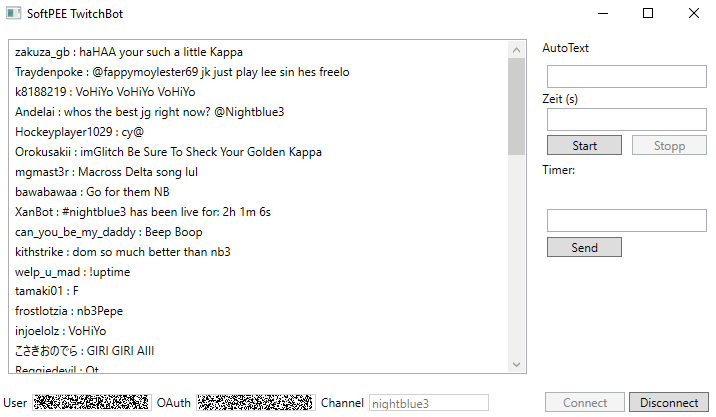 SoftPEE TwitchBot
zakuza_gb : haHAA your such a little Kappa
Traydenpoke : @fappymoylester69 jk just play lee sin hes freelo
k8188219 : VoHiYo VoHiYo VoHiYo
Andelai : whos the best jg right now? @Nightblue3
Hockeyplayer1029 : cy@
Orokusakii : imGlitch Be Sure To Sheck Your Golden Kappa
mgmast3r : Macross Delta song lul
bawabawaa : Go for them NB
XanBot : #nightblue3 has been live for: 2h 1m 6s
can_you_be_my_daddy : Beep Boop
kithstrike : dom so much better than nb3
welp_u_mad : !uptime
tamaki01 : F
frostlotzia : nb3Pepe
injoelolz : VoHiYo
こさきおのでら : GIRI GIRI AIII
Reggiedevil : Ot
AutoText
Zeit (s)
Start Stopp
Timer:
Send
User OAuth Channel nightblue3 Connect Disconnect